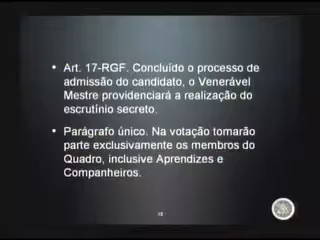 • Art. 17-RGF. Concluído o processo de
admissão do candidato, o Venerável
Mestre providenciará a realização do
escrutínio secreto.
• Parágrafo único. Na votação tomarão
parte exclusivamente os membros do
Quadro, inclusive Aprendizes e
Companheiros.